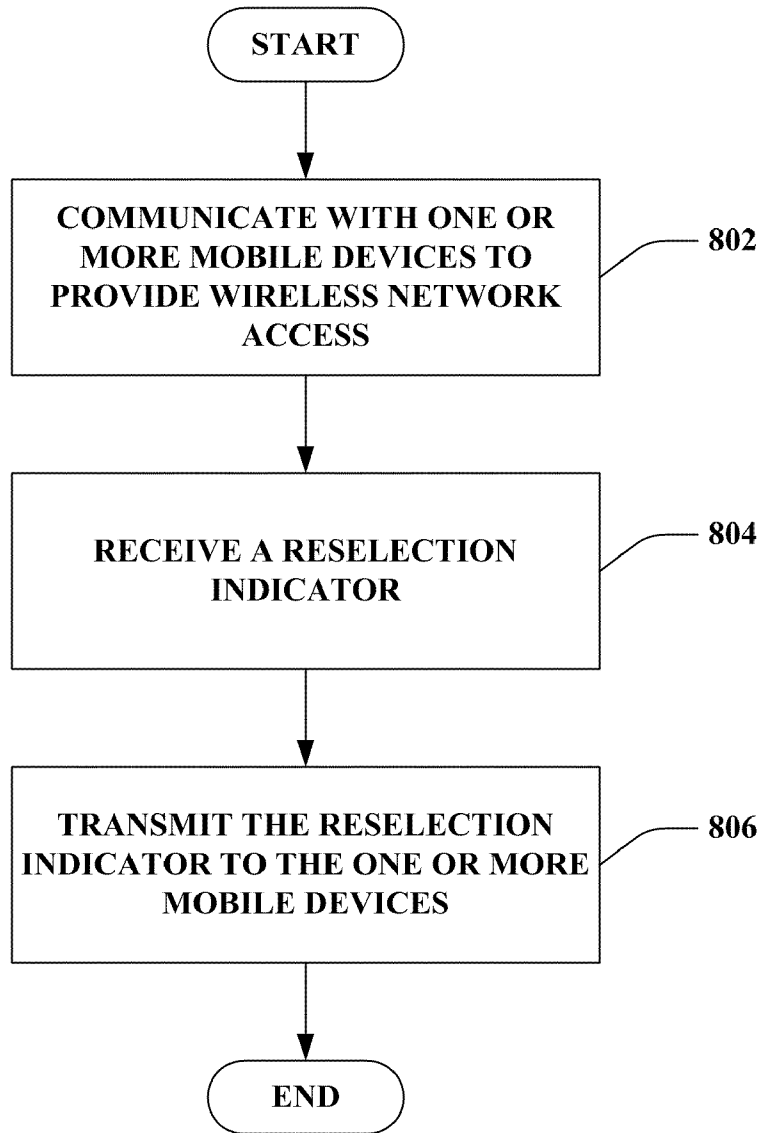 START
COMMUNICATE WITH ONE OR
MORE MOBILE DEVICES TO
PROVIDE WIRELESS NETWORK
ACCESS
802
RECEIVE A RESELECTION
INDICATOR
804
TRANSMIT THE RESELECTION
INDICATOR TO THE ONE OR MORE
MOBILE DEVICES
806
END